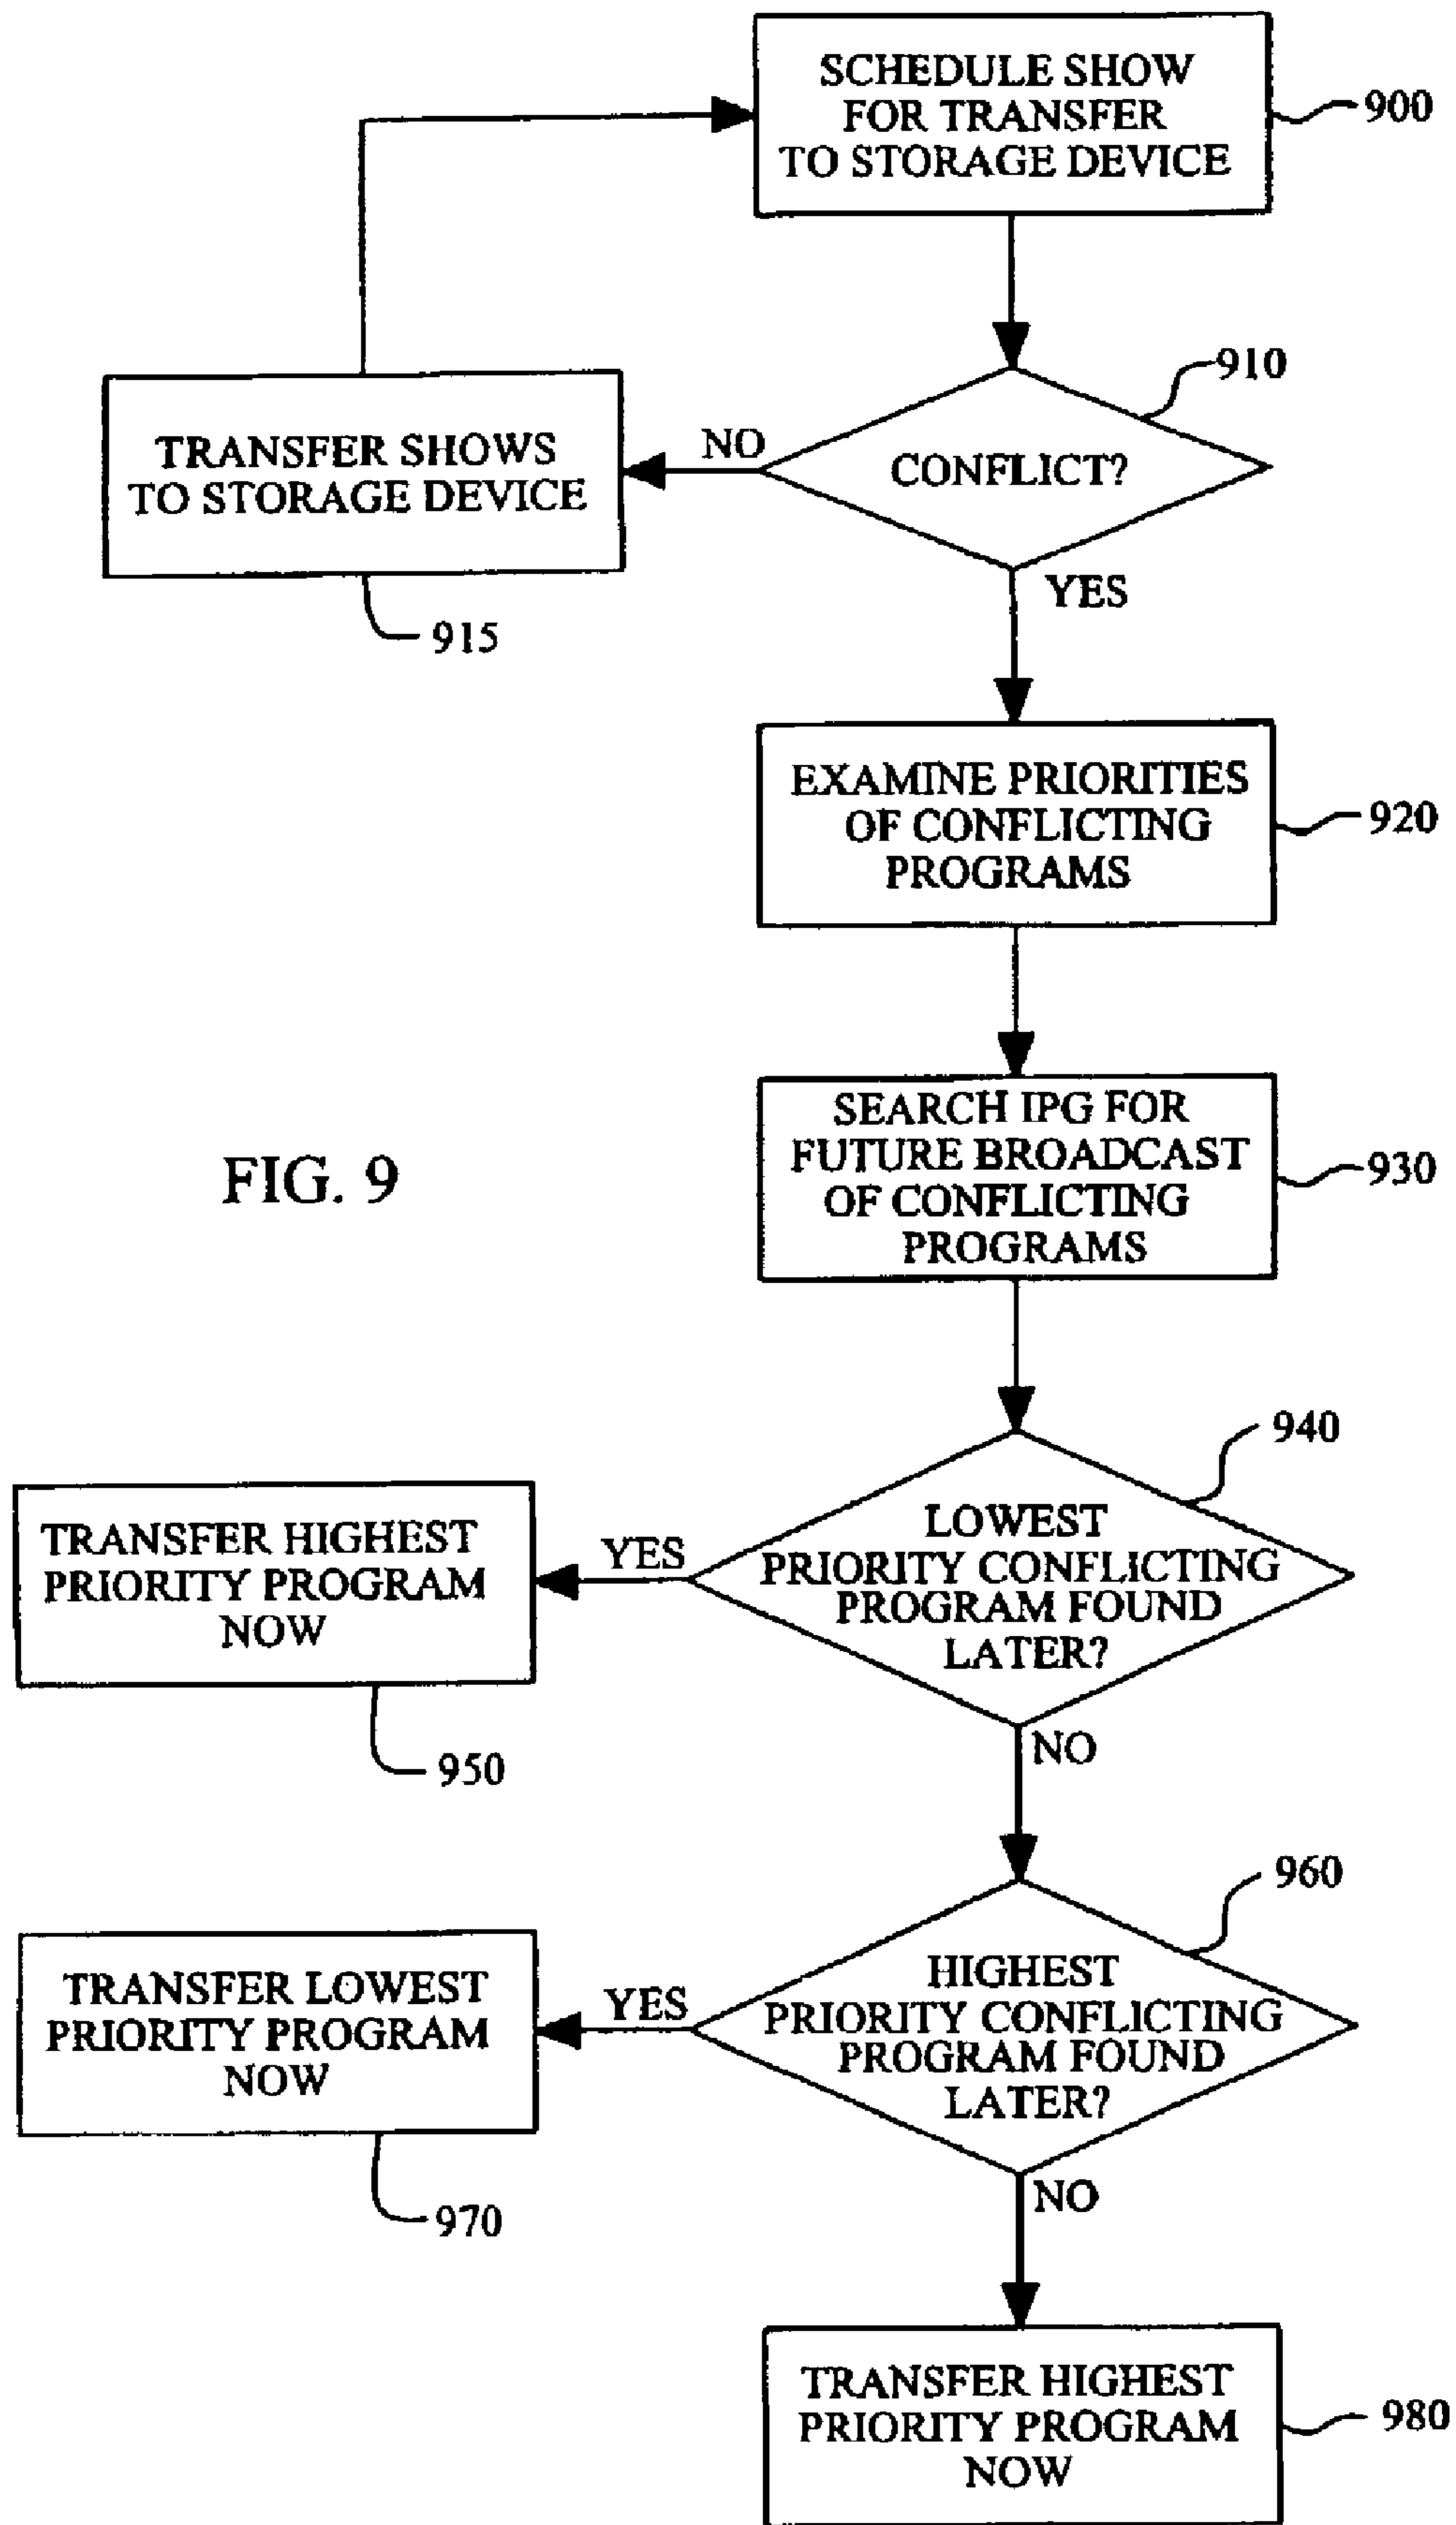 SCHEDULE SHOW
FOR TRANSFER
TO STORAGE DEVICE
900
910
CONFLICT?
NO
TRANSFER SHOWS
TO STORAGE DEVICE
915
YES
EXAMINE PRIORITIES
OF CONFLICTING
PROGRAMS
920
SEARCH IPG FOR
FUTURE BROADCAST
OF CONFLICTING
PROGRAMS
930
FIG. 9
940
LOWEST
PRIORITY CONFLICTING
PROGRAM FOUND
LATER?
YES
TRANSFER HIGHEST
PRIORITY PROGRAM
NOW
950
NO
960
HIGHEST
PRIORITY CONFLICTING
PROGRAM FOUND
LATER?
YES
TRANSFER LOWEST
PRIORITY PROGRAM
NOW
970
NO
TRANSFER HIGHEST
PRIORITY PROGRAM
NOW
980